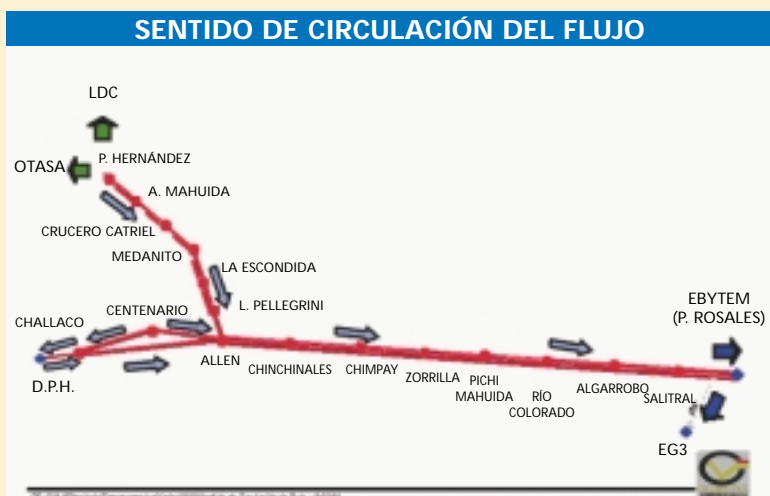 SENTIDO DE CIRCULACIÓN DEL FLUJO
LDC
OTASA
P. HERNÁNDEZ
A. MAHUIDA
CRUCERO CATRIEL
MEDANITO
LA ESCONDIDA
L. PELLEGRINI
CENTENARIO
CHALLACO
D.P.H.
ALLEN
CHINCHINALES
CHIMPAY
ZORRILLA
PICHI
MAHUIDA
RÍO
COLORADO
ALGARROBO
SALITRAL
EBYTEM
(P. ROSALES)
EG3